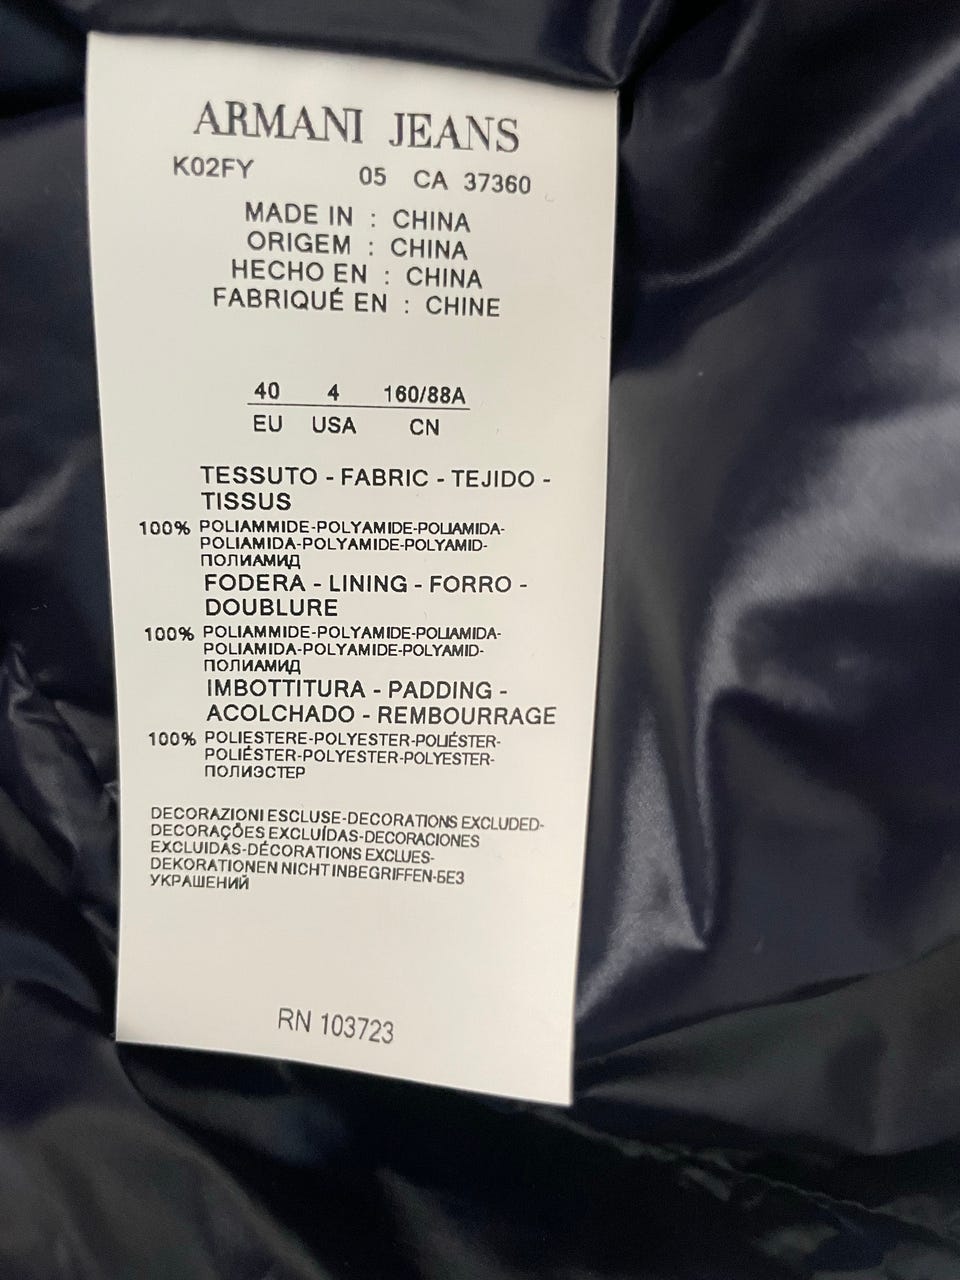 ARMANI JEANS
K02FY 05 CA 37360
MADE IN : CHINA
ORIGEM : CHINA
HECHO EN : CHINA
FABRIQUÉ EN : CHINE
40 4 160/88A
EU USA CN
TESSUTO - FABRIC - TEJIDO -
TISSUS
100% POLIAMMIDE-POLYAMIDE-POLIAMIDA-
POLIAMIDA-POLYAMIDE-POLYAMID-
ПОЛИАМИД
FODERA - LINING - FORRO -
DOUBLURE
100% POLIAMMIDE-POLYAMIDE-POLIAMIDA-
POLIAMIDA-POLYAMIDE-POLYAMID-
ПОЛИАМИД
IMBOTTITURA - PADDING -
ACOLCHADO - REMBOURRAGE
100% POLIESTERE-POLYESTER-POLIÉSTER-
POLIÉSTER-POLYESTER-POLYESTER-
ПОЛИЭСТЕР
DECORAZIONI ESCLUSE-DECORATIONS EXCLUDED-
DECORAÇÕES EXCLUÍDAS-DECORACIONES
EXCLUIDAS-DÉCORATIONS EXCLUES-
DEKORATIONEN NICHT INBEGRIFFEN-БЕЗ
УКРАШЕНИЙ
RN 103723